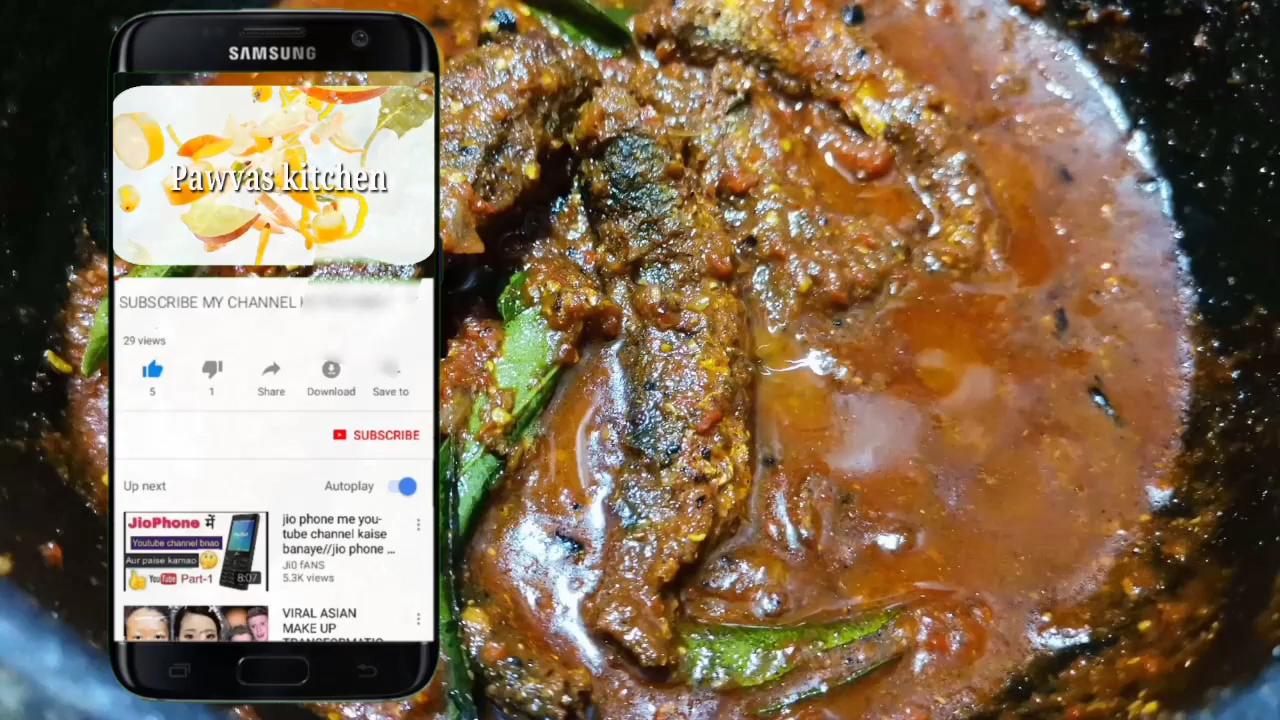 SAMSUNG
Pawvas kitchen
SUBSCRIBE MY CHANNEL
29 views
5
1
Share
Download
Save to
SUBSCRIBE
Up next
Autoplay
JioPhone में
Youtube channel bnao
Aur paise kamao
YouTube Part-1
8:07
jio phone me you-
tube channel kaise
banaye//jio phone ...
Ji0 fANS
5.3K views
VIRAL ASIAN
MAKE UP
TRANSFORMATIO